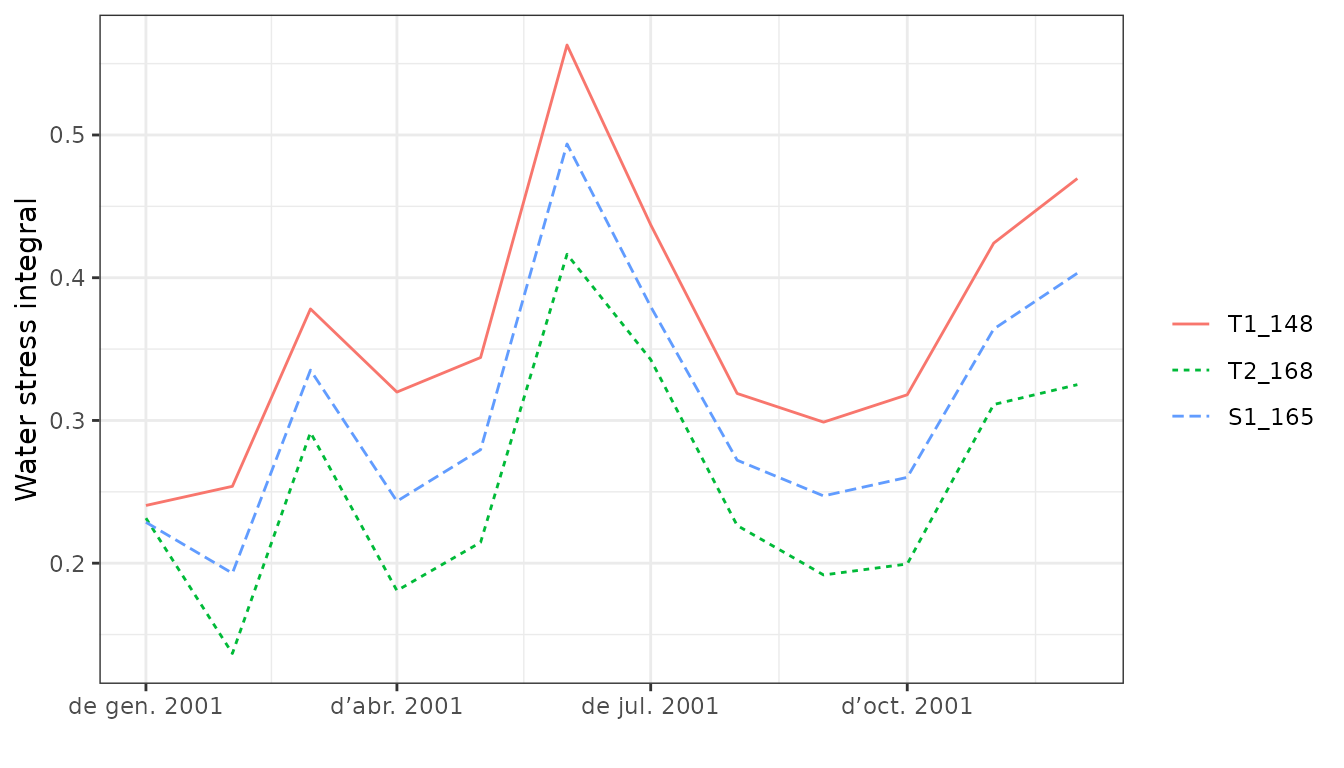 Water stress integral
0.5
0.4
0.3
0.2
de gen. 2001
d’abr. 2001
de jul. 2001
d’oct. 2001
T1_148
T2_168
S1_165